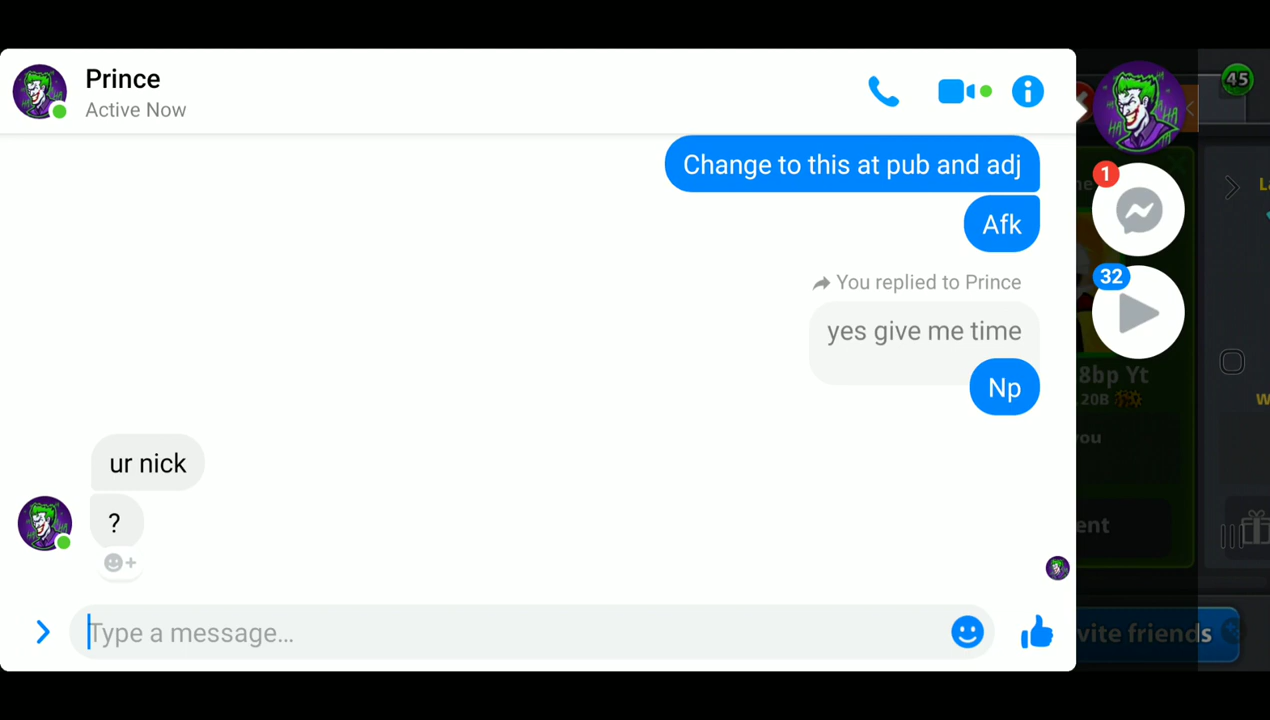 Prince
Active Now
Change to this at pub and adj
Afk
You replied to Prince
yes give me time
Np
ur nick
?
Type a message...
1
32
45
8bp Yt
20B
you
ent
vite friends